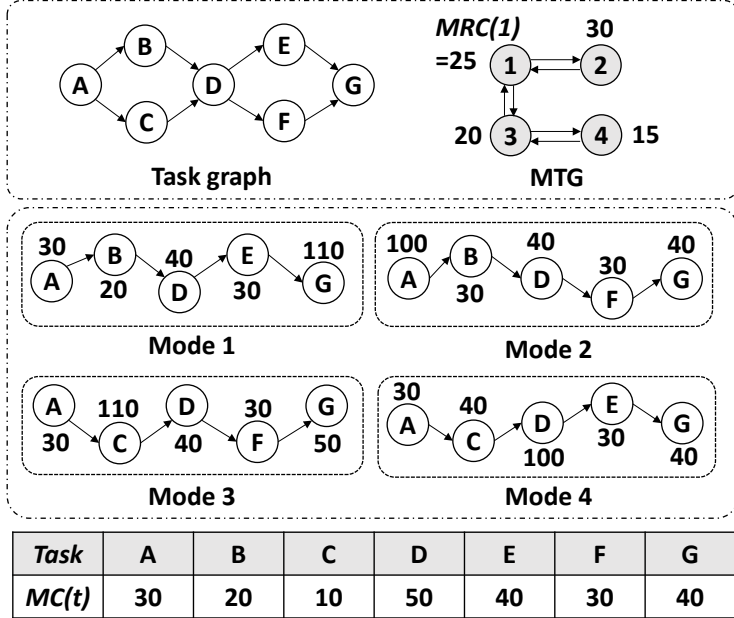 MRC(1)
=25
30
1
2
20
3
4
15
A
B
C
D
E
F
G
Task graph
MTG
30
A
B
20
40
D
E
30
110
G
Mode 1
100
A
B
30
40
D
30
F
40
G
Mode 2
A
30
110
C
D
40
30
F
G
50
Mode 3
30
A
40
C
D
100
E
30
G
40
Mode 4
Task A B C D E F G
MC(t) 30 20 10 50 40 30 40